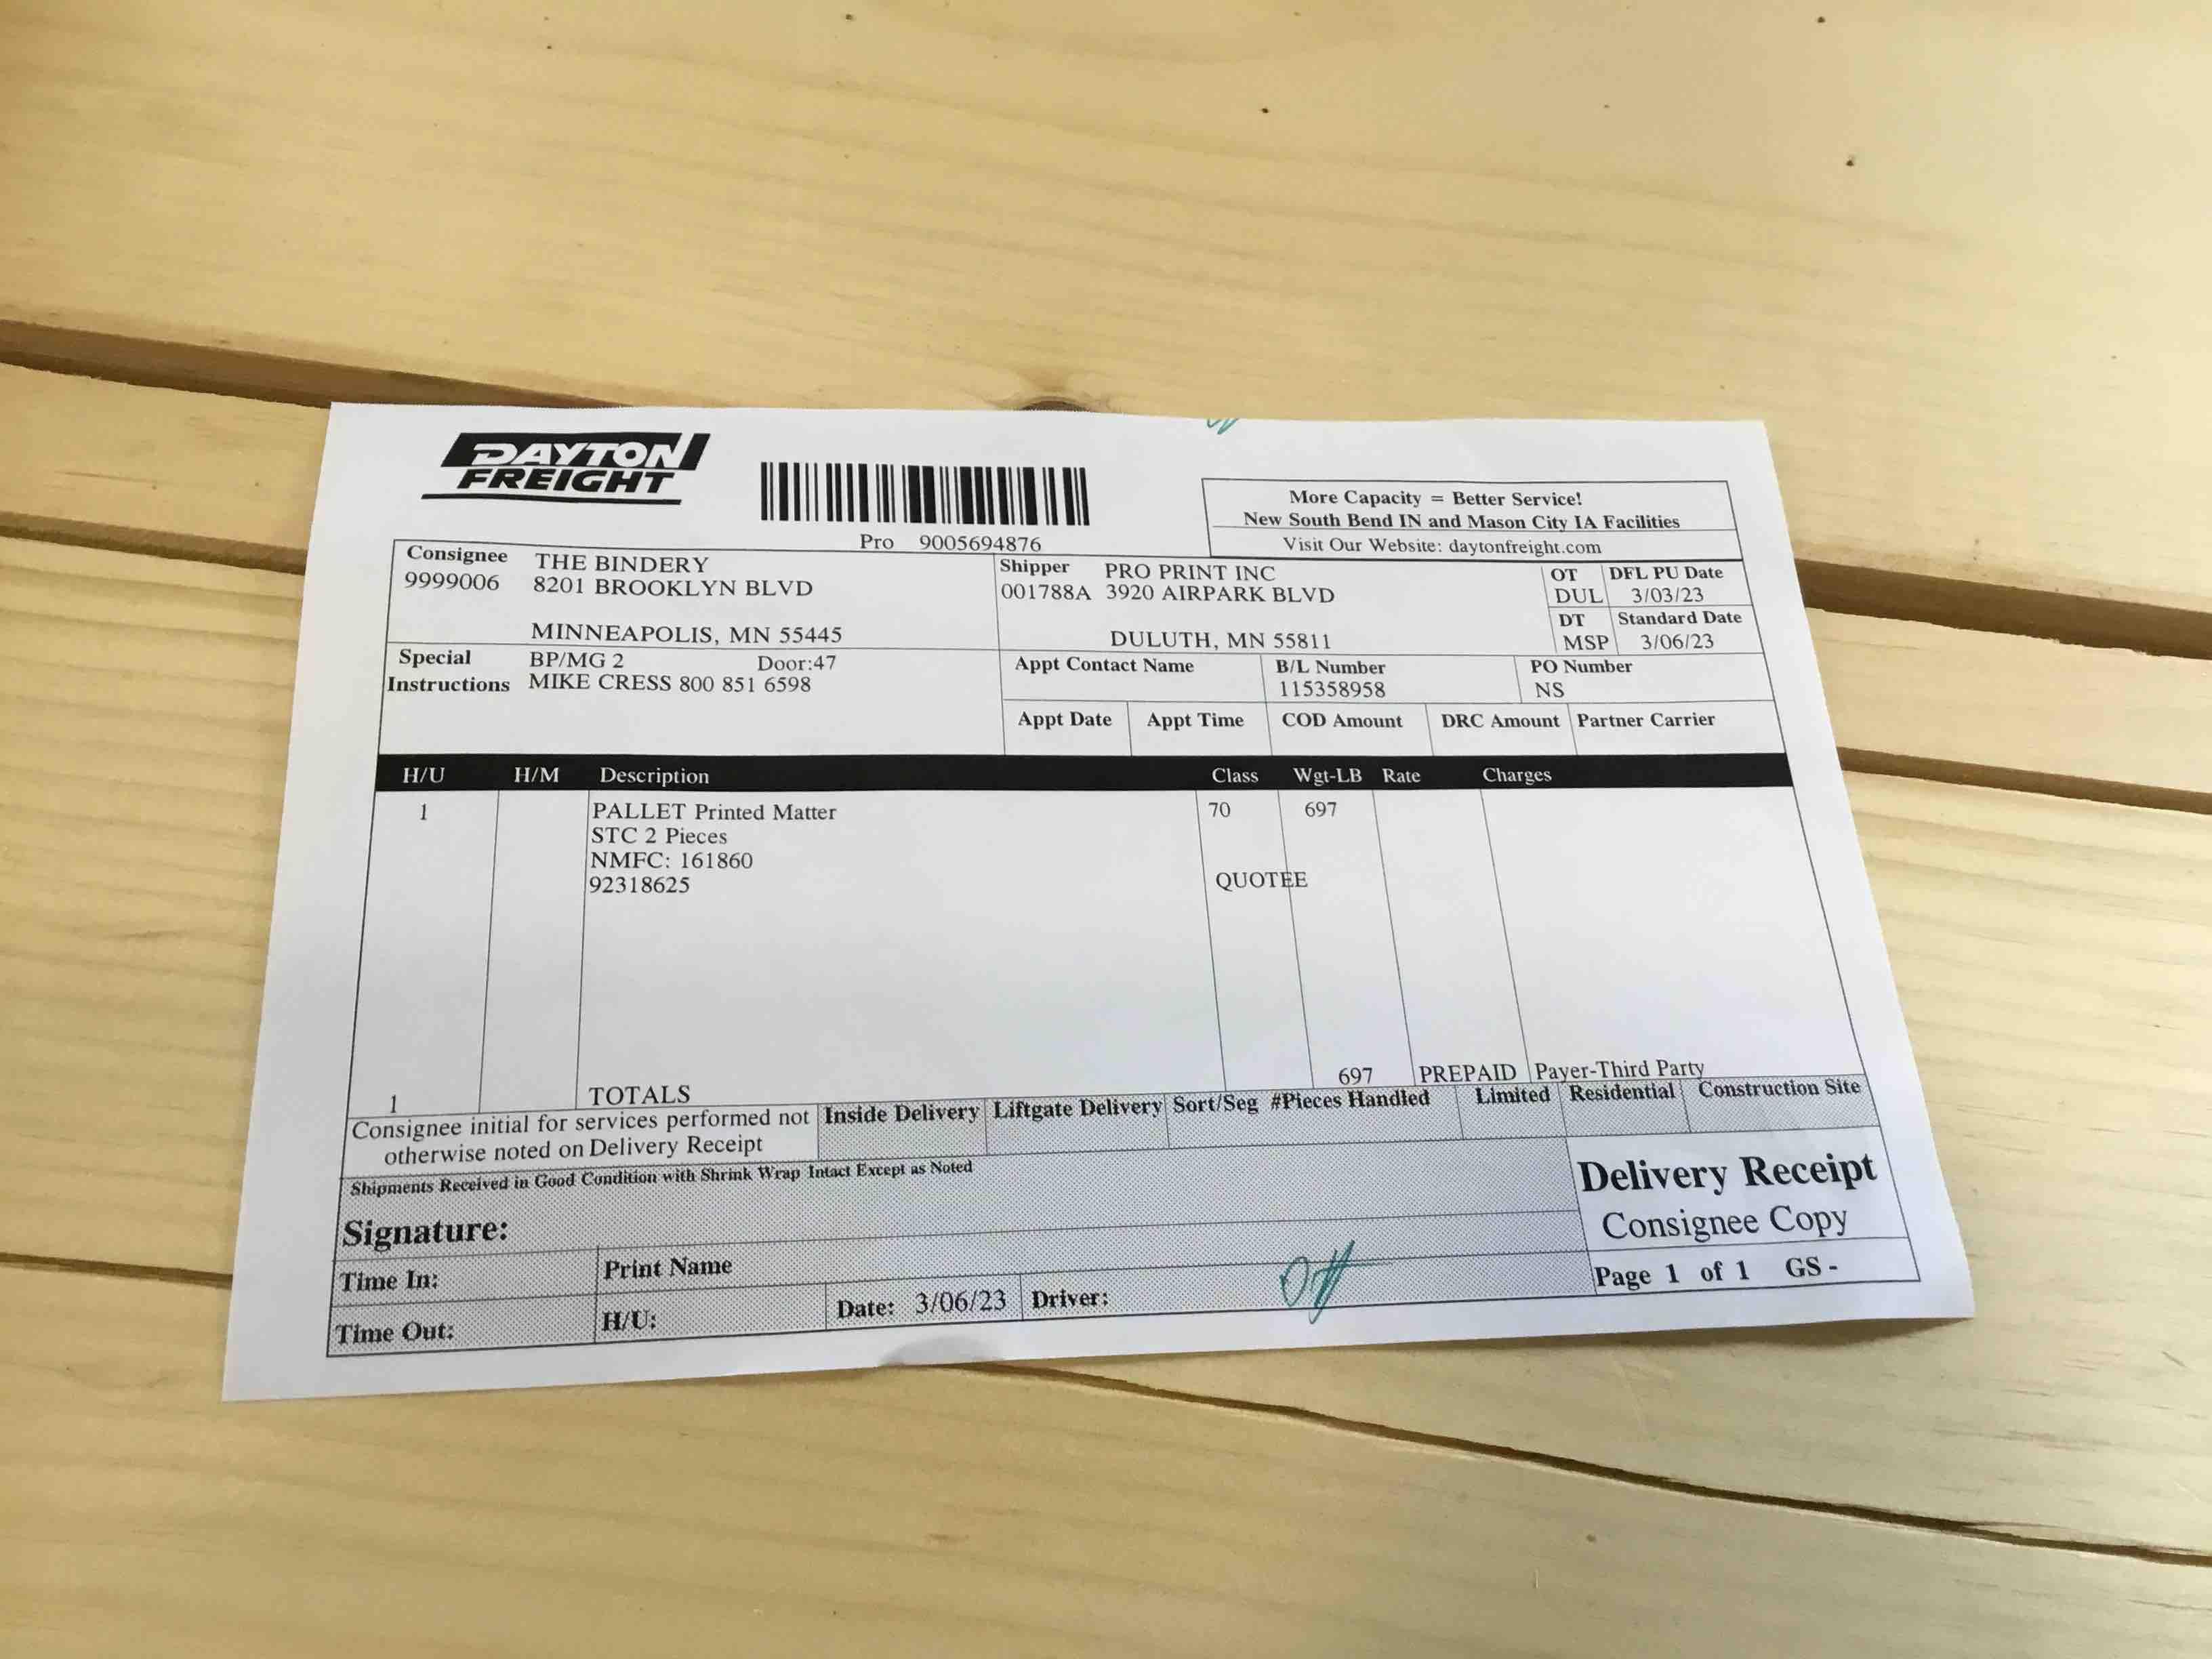 DAYTON
FREIGHT
Pro 9005694876
More Capacity = Better Service!
New South Bend IN and Mason City IA Facilities
Visit Our Website: daytonfreight.com
Consignee THE BINDERY
9999006 8201 BROOKLYN BLVD
MINNEAPOLIS, MN 55445
Shipper PRO PRINT INC
001788A 3920 AIRPARK BLVD
DULUTH, MN 55811
OT DFL PU Date
DUL 3/03/23
DT Standard Date
MSP 3/06/23
Special BP/MG 2 Door:47
Instructions MIKE CRESS 800 851 6598
Appt Contact Name B/L Number PO Number
115358958 NS
Appt Date Appt Time COD Amount DRC Amount Partner Carrier
H/U H/M Description Class Wgt-LB Rate Charges
1 PALLET Printed Matter 70 697
STC 2 Pieces
NMFC: 161860
92318625 QUOTEE
1 TOTALS 697 PREPAID Payer-Third Party
Consignee initial for services performed not
otherwise noted on Delivery Receipt
Inside Delivery Liftgate Delivery Sort/Seg #Pieces Handled Limited Residential Construction Site
Shipments Received in Good Condition with Shrink Wrap Intact Except as Noted
Signature:
Delivery Receipt
Consignee Copy
Time In: Print Name
Time Out: H/U: Date: 3/06/23 Driver:
Page 1 of 1 GS -